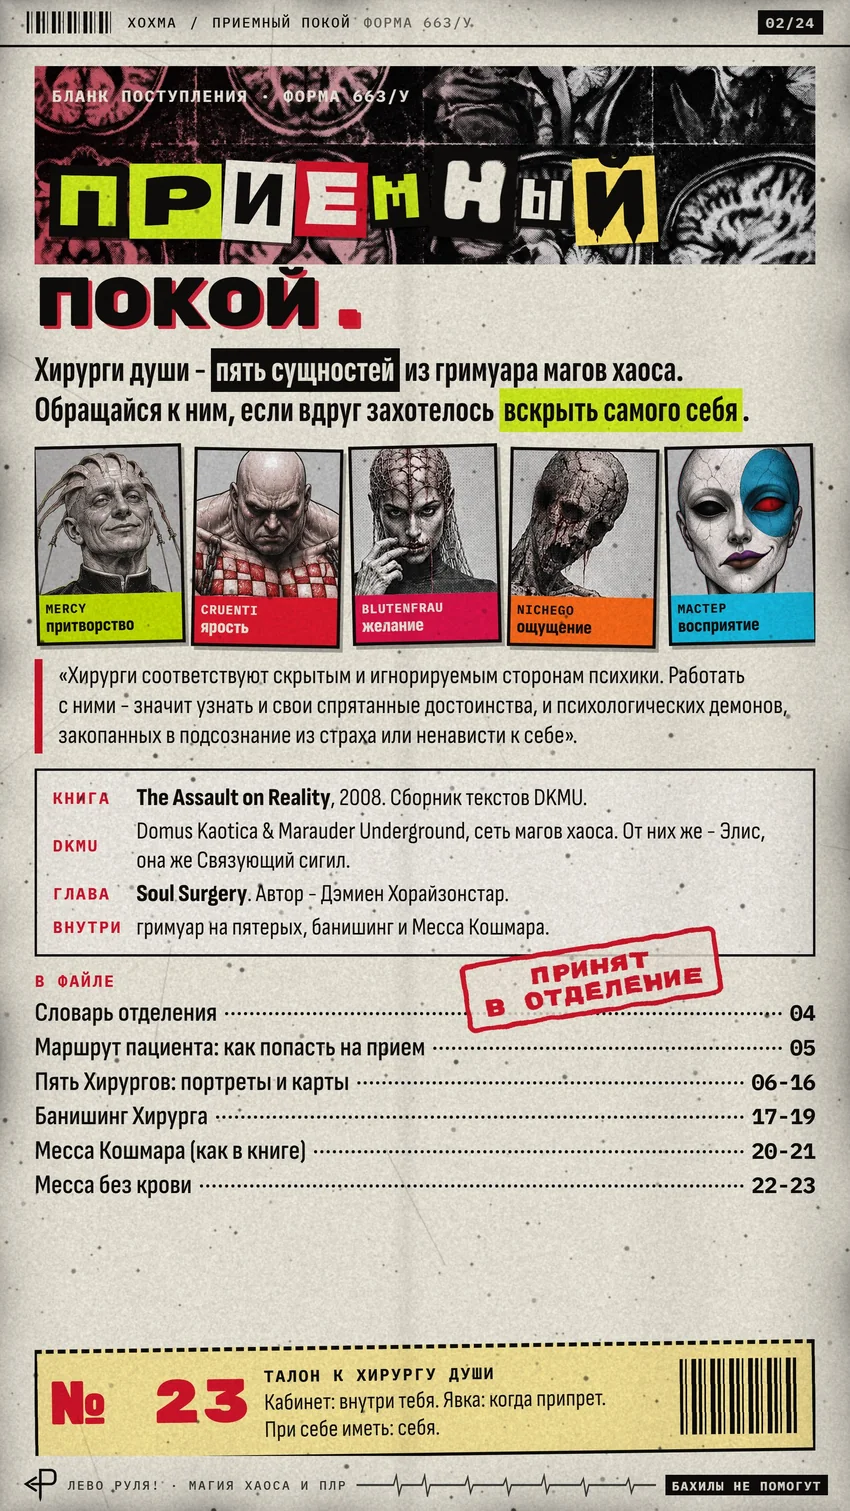 ХОХМА / ПРИЕМНЫЙ ПОКОЙ ФОРМА 663/У
02/24
БЛАНК ПОСТУПЛЕНИЯ · ФОРМА 663/У
ПРИЕМНЫЙ
ПОКОЙ.
Хирурги души - пять сущностей из гримуара магов хаоса.
Обращайся к ним, если вдруг захотелось вскрыть самого себя.
MERCY
притворство
CRUENTI
ярость
BLUTENFRAU
желание
NICHEGO
ощущение
МАСТЕР
восприятие
«Хирурги соответствуют скрытым и игнорируемым сторонам психики. Работать
с ними - значит узнать и свои спрятанные достоинства, и психологических демонов,
закопанных в подсознание из страха или ненависти к себе».
КНИГА The Assault on Reality, 2008. Сборник текстов DKMU.
DKMU Domus Kaotica & Marauder Underground, сеть магов хаоса. От них же - Элис,
она же Связующий сигил.
ГЛАВА Soul Surgery. Автор - Дэмиен Хорайзонстар.
ВНУТРИ гримуар на пятерых, банишинг и Месса Кошмара.
ПРИНЯТ
В ОТДЕЛЕНИЕ
В ФАЙЛЕ
Словарь отделения 04
Маршрут пациента: как попасть на прием 05
Пять Хирургов: портреты и карты 06-16
Банишинг Хирурга 17-19
Месса Кошмара (как в книге) 20-21
Месса без крови 22-23
№ 23
ТАЛОН К ХИРУРГУ ДУШИ
Кабинет: внутри тебя. Явка: когда припрет.
При себе иметь: себя.
ЛЕВО РУЛЯ! · МАГИЯ ХАОСА И ПЛР
БАХИЛЫ НЕ ПОМОГУТ